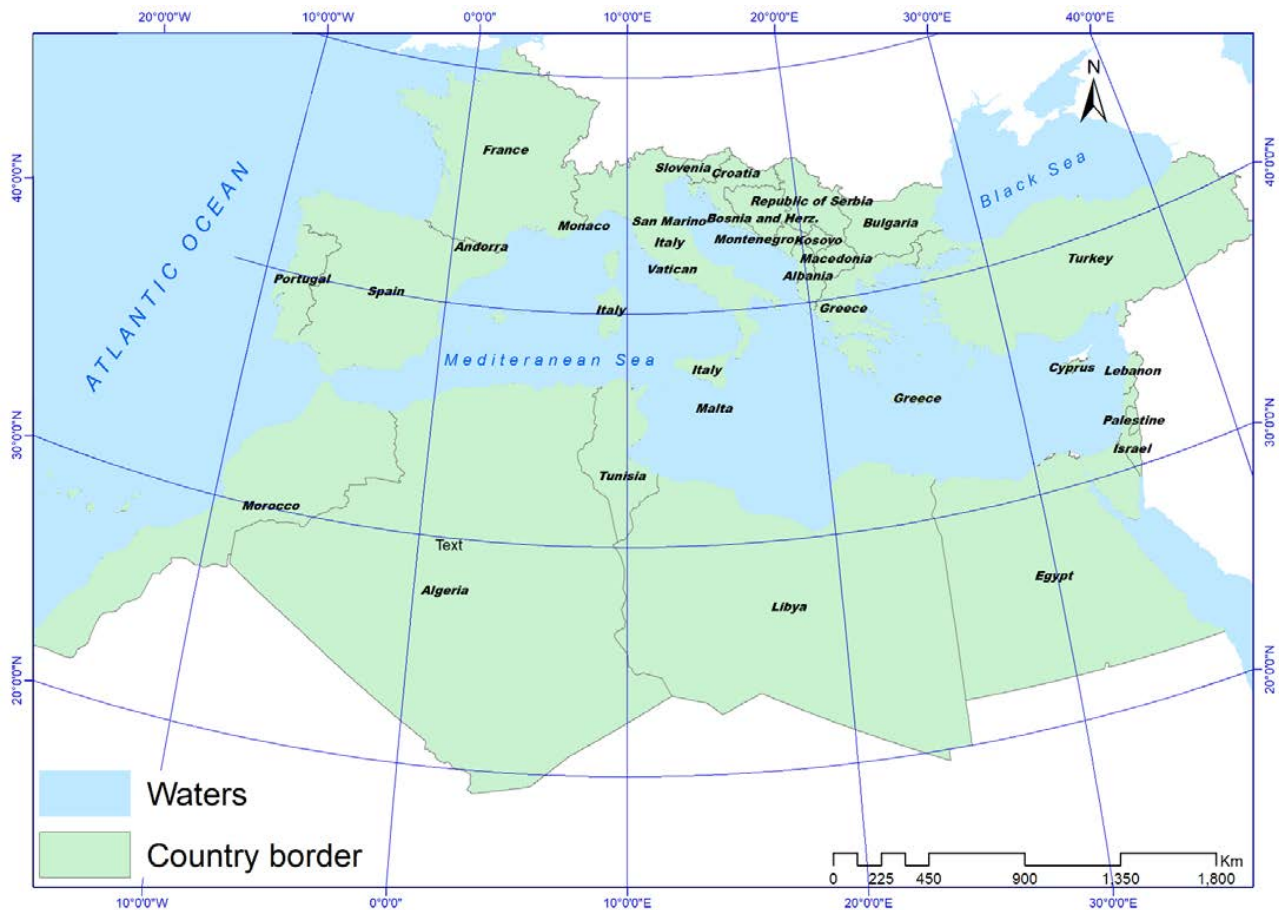 20°0'0"W
10°0'0"W
0°0'0"
10°0'0"E
20°0'0"E
30°0'0"E
40°0'0"E
N
40°0'0"N
40°0'0"N
ATLANTIC OCEAN
Black Sea
France
Slovenia
Croatia
Republic of Serbia
Monaco
San Marino
Bosnia and Herz.
Bulgaria
Andorra
Italy
Montenegro
Kosovo
Vatican
Macedonia
Turkey
Portugal
Spain
Albania
Italy
Greece
Mediteranean Sea
Italy
Cyprus
Lebanon
Malta
Greece
30°0'0"N
30°0'0"N
Palestine
Israel
Tunisia
Morocco
Text
Algeria
Libya
Egypt
20°0'0"N
20°0'0"N
Waters
Country border
Km
0 225 450 900 1,350 1,800
10°0'0"W
0°0'0"
10°0'0"E
20°0'0"E
30°0'0"E